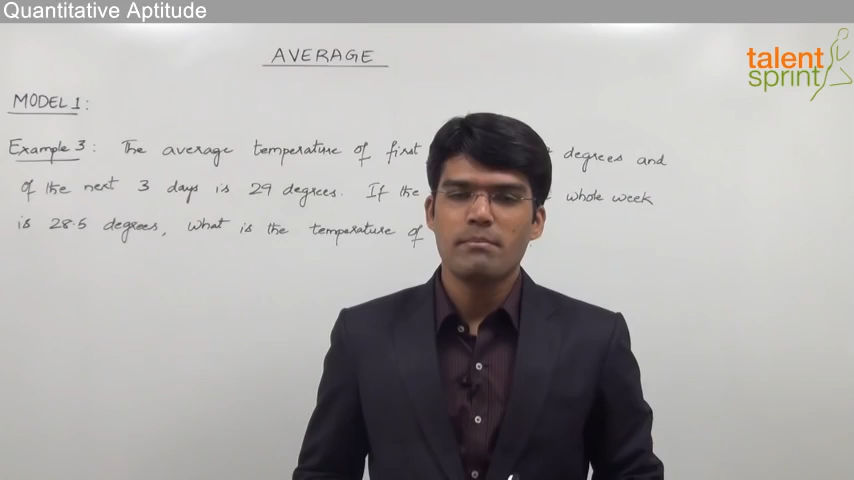 Quantitative Aptitude
AVERAGE
talent
sprint
MODEL 1:
Example 3: The average temperature of first degrees and
of the next 3 days is 29 degrees. If the whole week
is 28.5 degrees, what is the temperature of